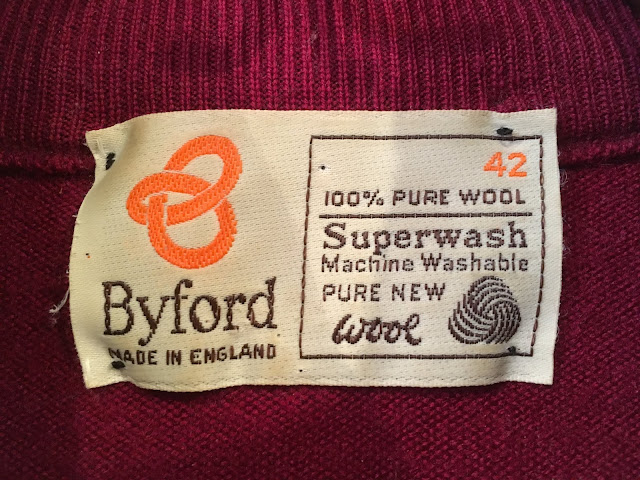 Byford
MADE IN ENGLAND
42
100% PURE WOOL
Superwash
Machine Washable
PURE NEW
wool